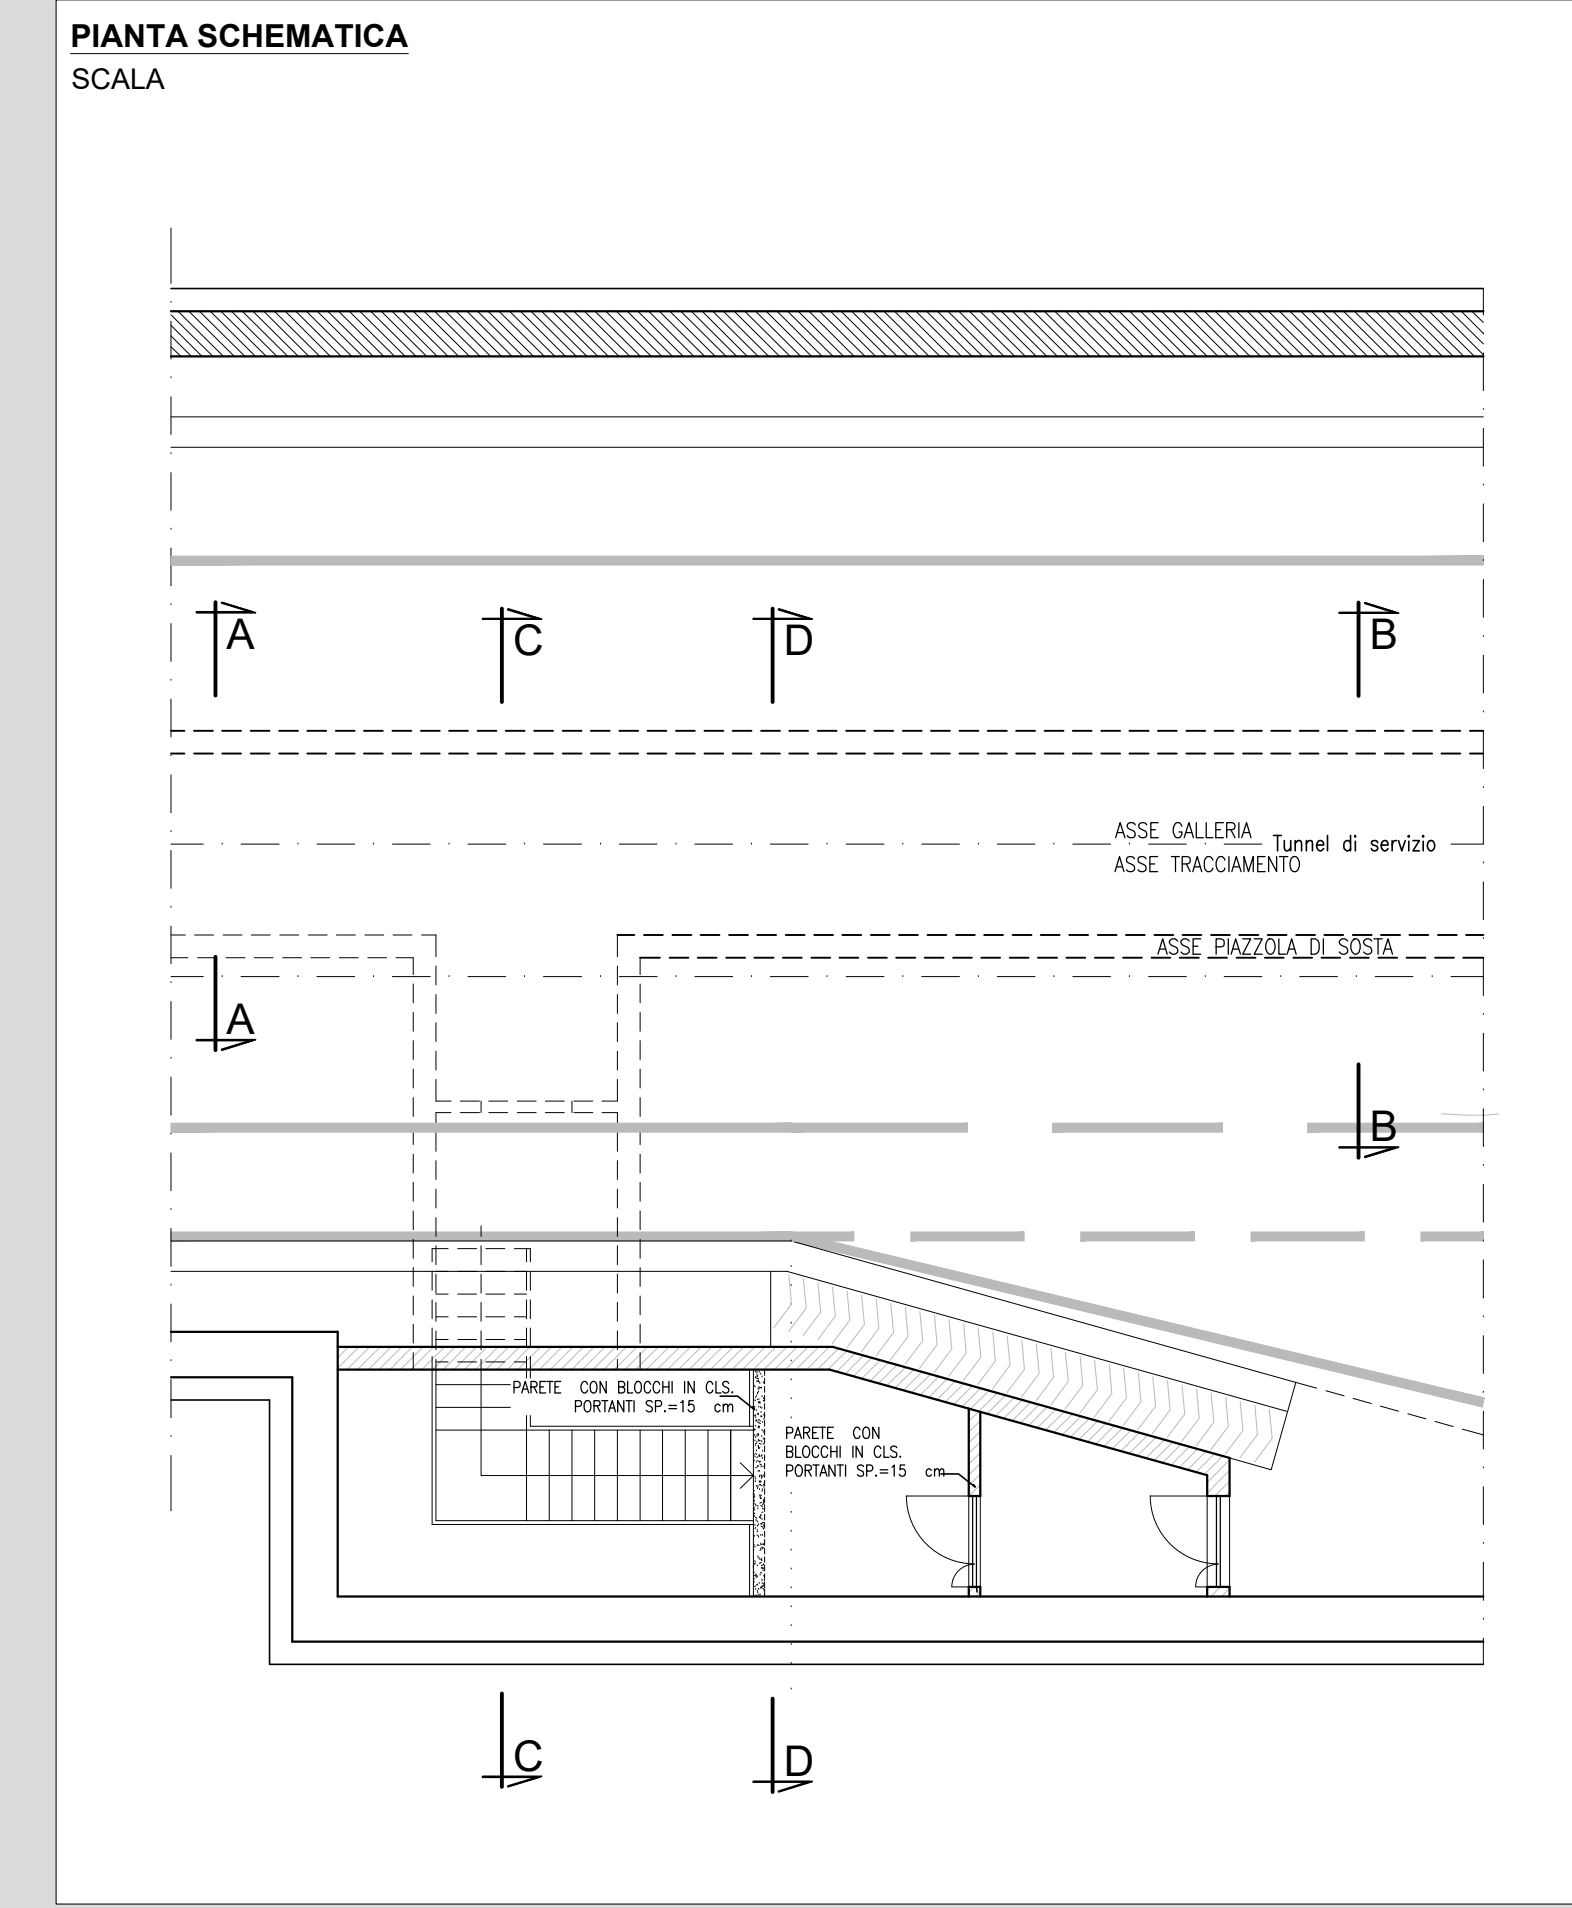 PIANTA SCHEMATICA
SCALA
A
C
D
B
ASSE GALLERIA
Tunnel di servizio
ASSE TRACCIAMENTO
ASSE PIAZZOLA DI SOSTA
A
B
PARETE CON BLOCCHI IN CLS.
PORTANTI SP.=15 cm
PARETE CON
BLOCCHI IN CLS.
PORTANTI SP.=15 cm
C
D